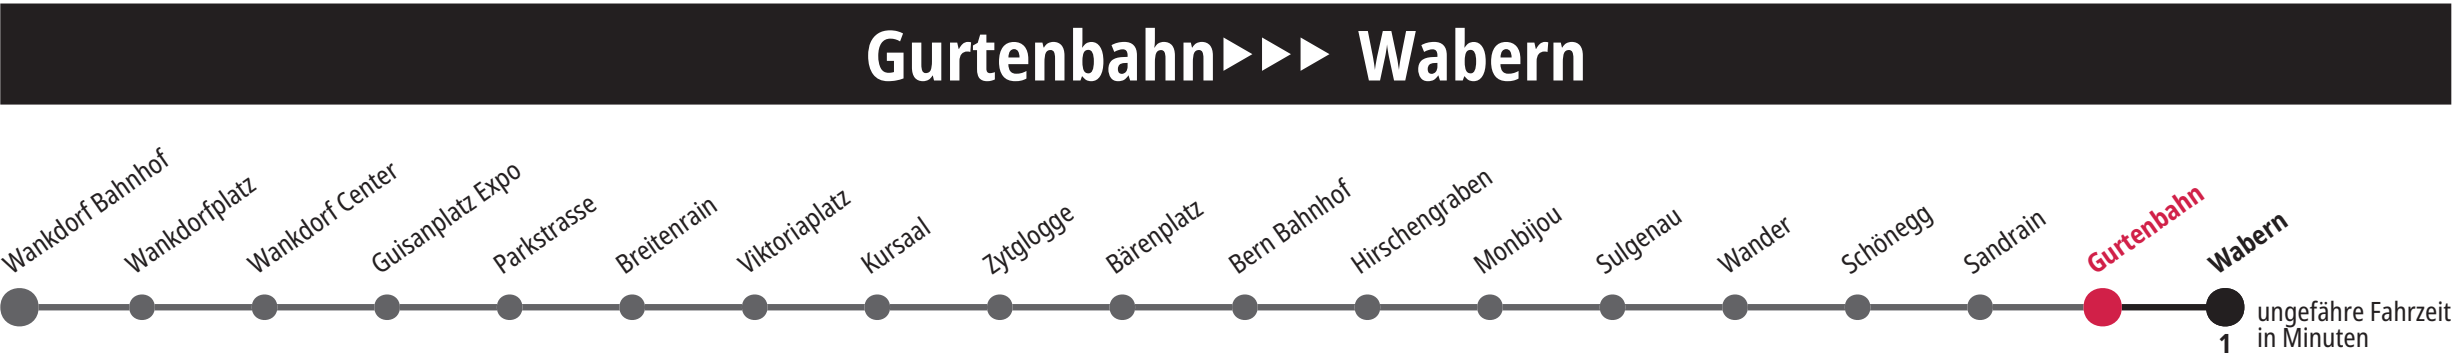 Gurtenbahn▶▶▶ Wabern
Wankdorf Bahnhof
Wankdorfplatz
Wankdorf Center
Guisanplatz Expo
Parkstrasse
Breitenrain
Viktoriaplatz
Kursaal
Zytglogge
Bärenplatz
Bern Bahnhof
Hirschengraben
Monbijou
Sulgenau
Wander
Schönegg
Sandrain
Gurtenbahn
Wabern
ungefähre Fahrzeit
1 in Minuten